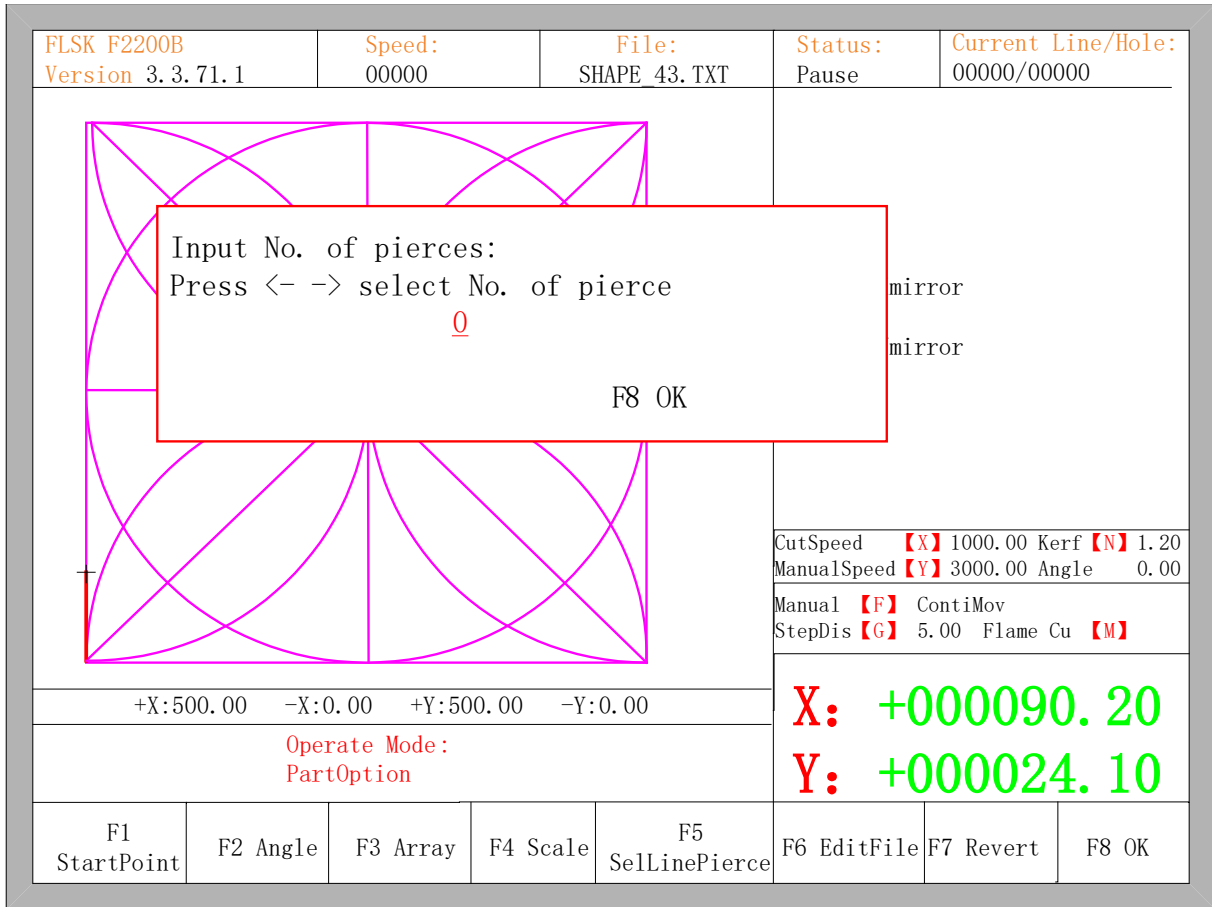 FLSK F2200B
Version 3.3.71.1
Speed:
00000
File:
SHAPE_43.TXT
Status:
Pause
Current Line/Hole:
00000/00000
Input No. of pierces:
Press <- -> select No. of pierce
0
F8 OK
mirror
mirror
CutSpeed 【X】 1000.00 Kerf 【N】 1.20
ManualSpeed 【Y】 3000.00 Angle 0.00
Manual 【F】 ContiMov
StepDis 【G】 5.00 Flame Cu 【M】
+X:500.00 -X:0.00 +Y:500.00 -Y:0.00
X: +000090.20
Y: +000024.10
Operate Mode:
PartOption
F1
StartPoint
F2 Angle
F3 Array
F4 Scale
F5
SelLinePierce
F6 EditFile
F7 Revert
F8 OK